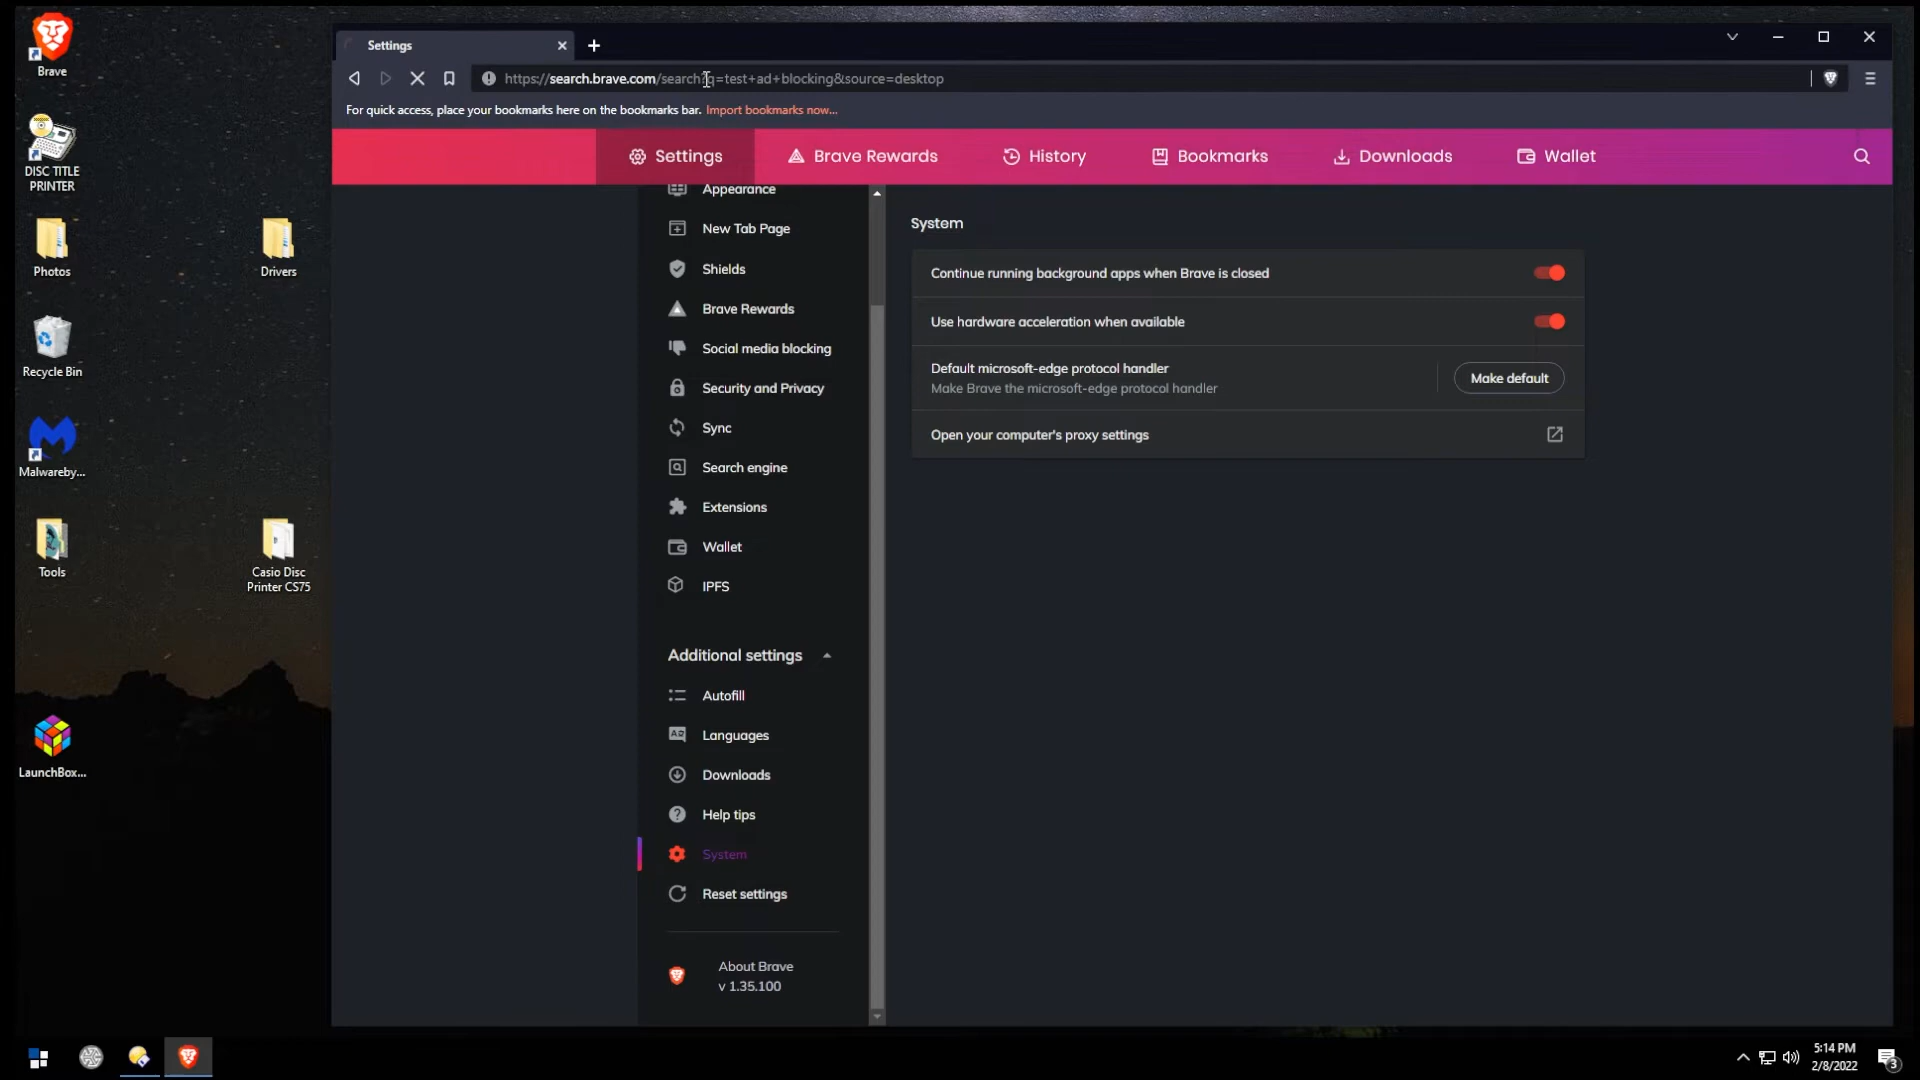 Brave
DISC TITLE
PRINTER
Photos
Drivers
Recycle Bin
Malwareby...
Tools
Casio Disc
Printer CS75
LaunchBox...
Settings
https://search.brave.com/search?q=test+ad+blocking&source=desktop
For quick access, place your bookmarks here on the bookmarks bar. Import bookmarks now...
Settings
Brave Rewards
History
Bookmarks
Downloads
Wallet
Appearance
New Tab Page
Shields
Brave Rewards
Social media blocking
Security and Privacy
Sync
Search engine
Extensions
Wallet
IPFS
Additional settings
Autofill
Languages
Downloads
Help tips
System
Reset settings
About Brave
v 1.35.100
System
Continue running background apps when Brave is closed
Use hardware acceleration when available
Default microsoft-edge protocol handler
Make Brave the microsoft-edge protocol handler
Make default
Open your computer's proxy settings
5:14 PM
2/8/2022
3